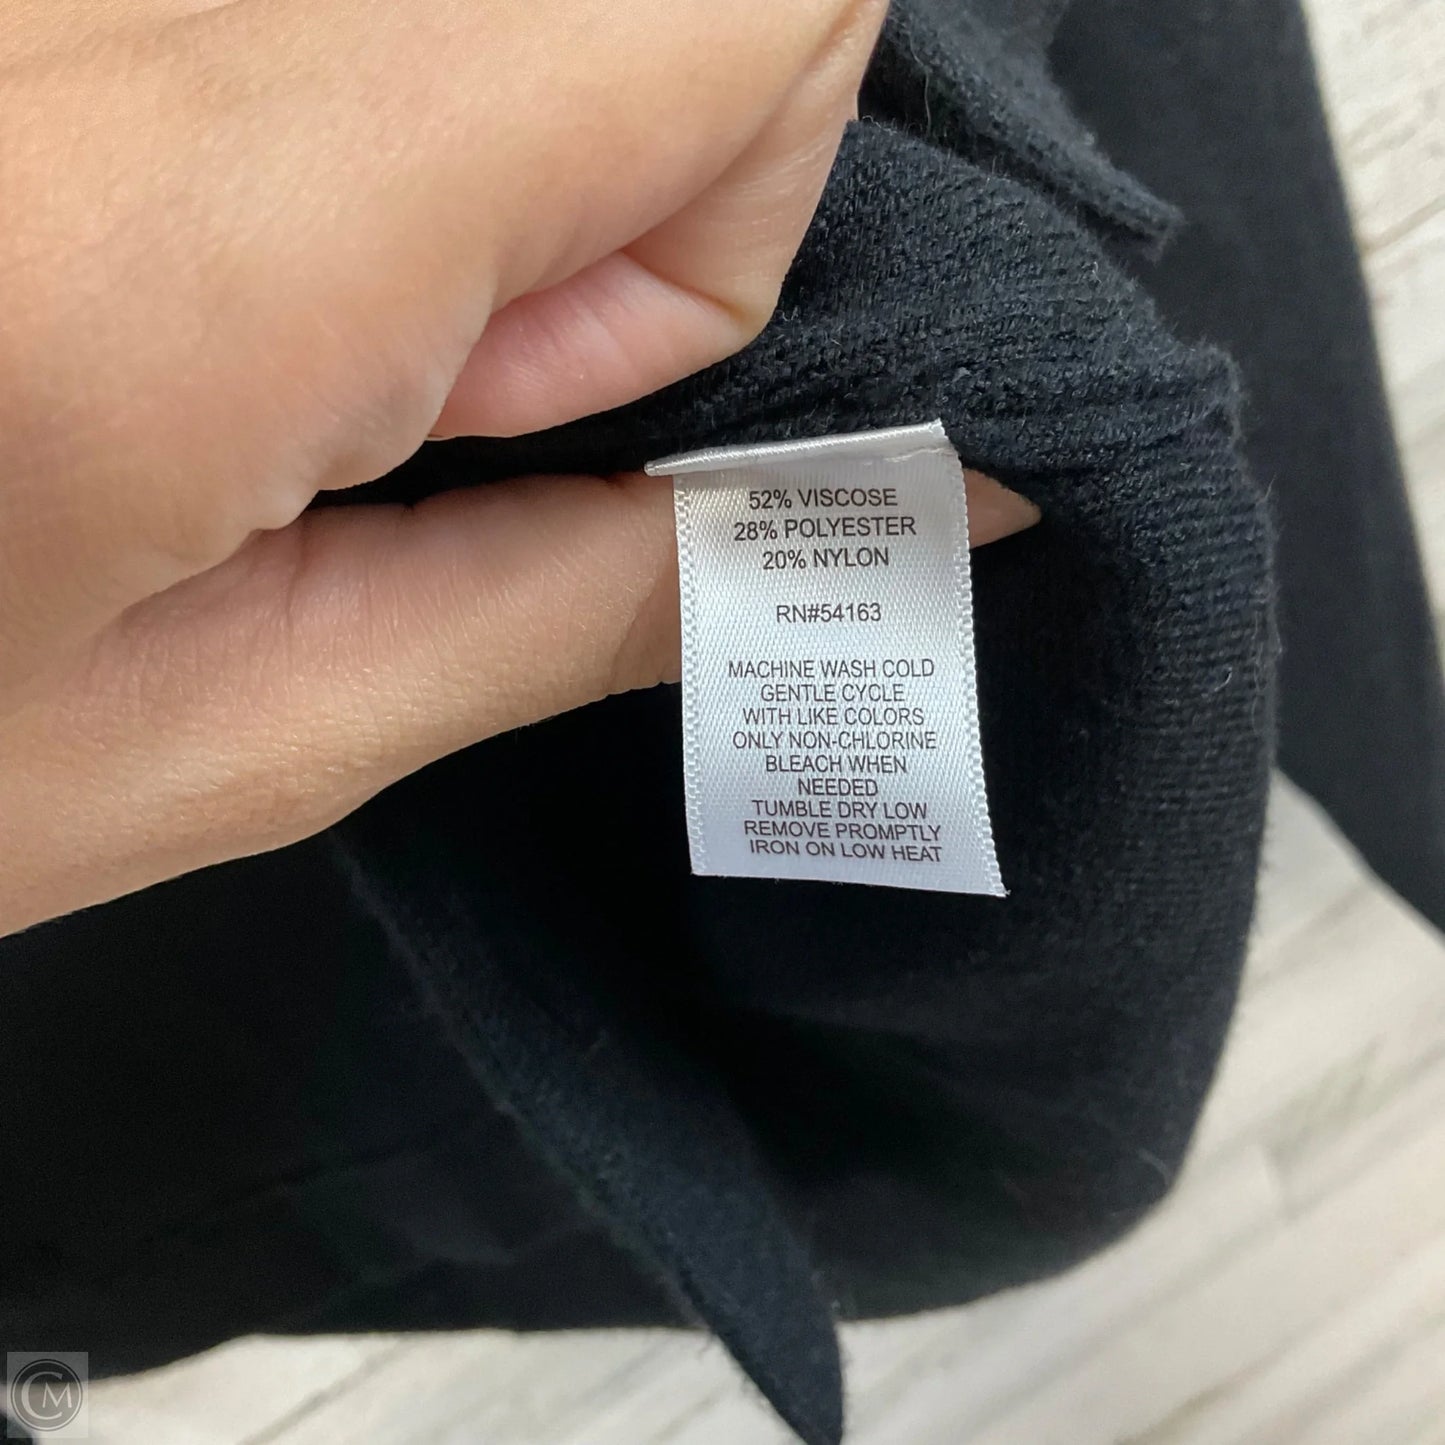 52% VISCOSE
28% POLYESTER
20% NYLON
RN#54163
MACHINE WASH COLD
GENTLE CYCLE
WITH LIKE COLORS
ONLY NON-CHLORINE
BLEACH WHEN
NEEDED
TUMBLE DRY LOW
REMOVE PROMPTLY
IRON ON LOW HEAT
CM